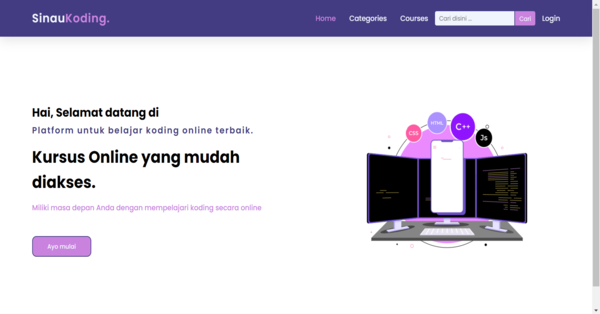 SinauKoding.
Home Categories Courses Cari disini ... Cari Login
Hai, Selamat datang di
Platform untuk belajar koding online terbaik.
Kursus Online yang mudah
diakses.
Miliki masa depan Anda dengan mempelajari koding secara online
Ayo mulai
CSS
HTML
C++
Js